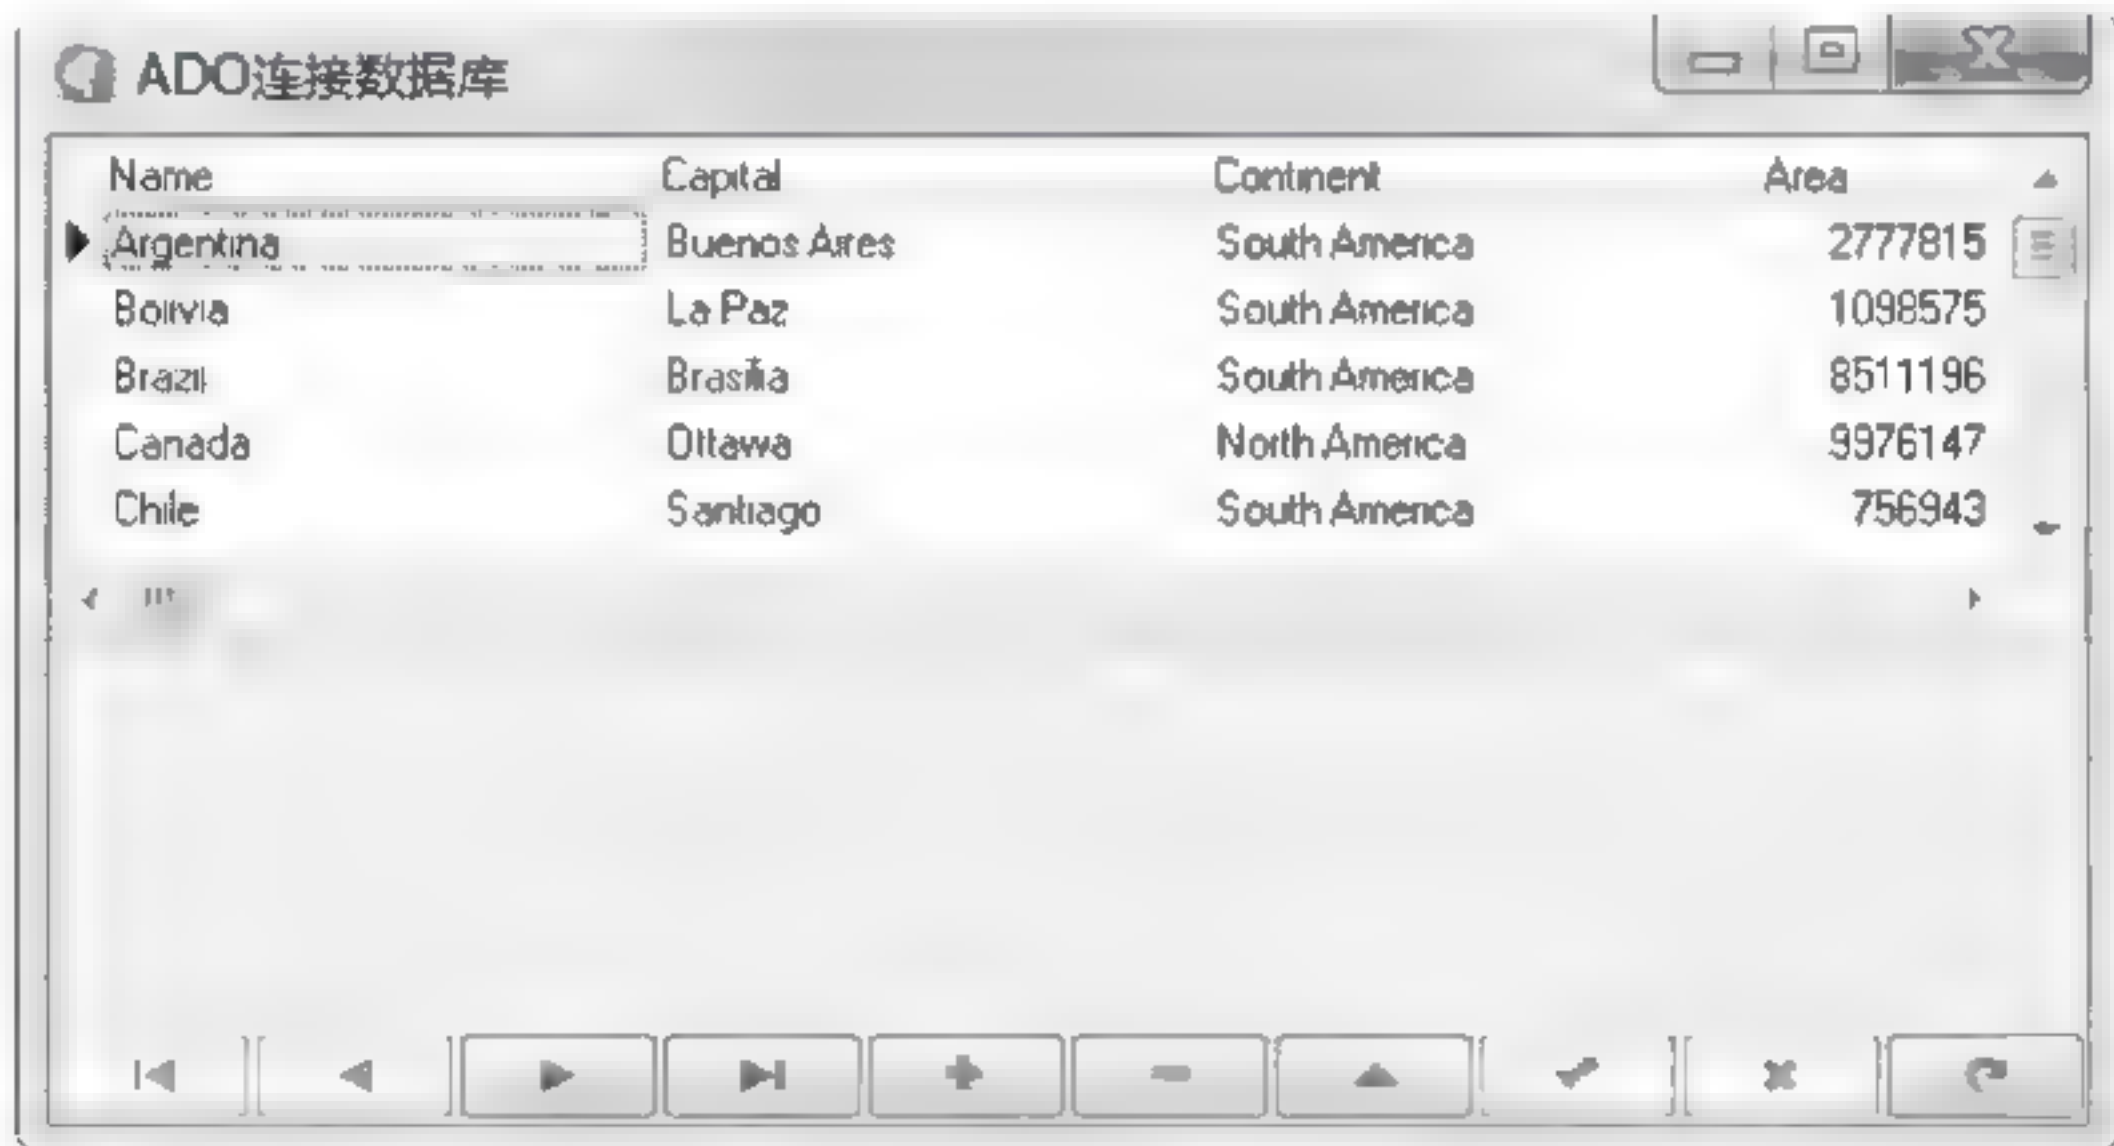 ADO连接数据库
Name Capital Continent Area
Argentina Buenos Aires South America 2777815
Bolivia La Paz South America 1098575
Brazil Brasilia South America 8511196
Canada Ottawa North America 9976147
Chile Santiago South America 756943